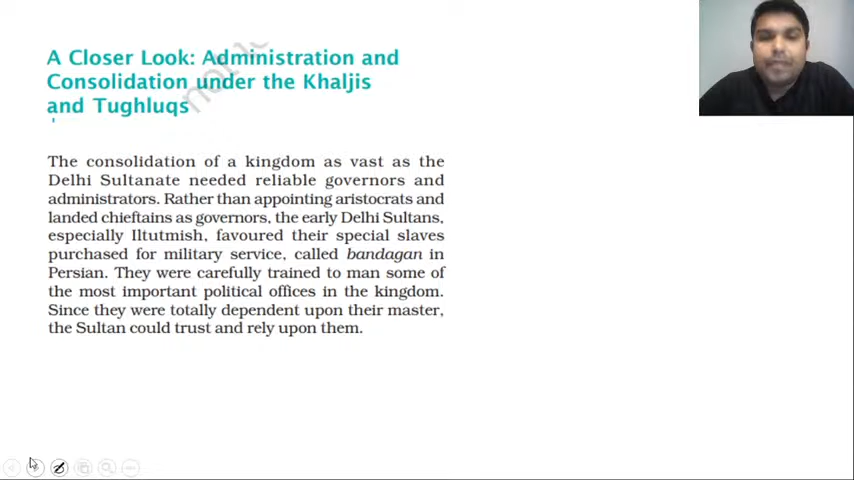 A Closer Look: Administration and
Consolidation under the Khaljis
and Tughluqs
The consolidation of a kingdom as vast as the
Delhi Sultanate needed reliable governors and
administrators. Rather than appointing aristocrats and
landed chieftains as governors, the early Delhi Sultans,
especially Iltutmish, favoured their special slaves
purchased for military service, called bandagan in
Persian. They were carefully trained to man some of
the most important political offices in the kingdom.
Since they were totally dependent upon their master,
the Sultan could trust and rely upon them.